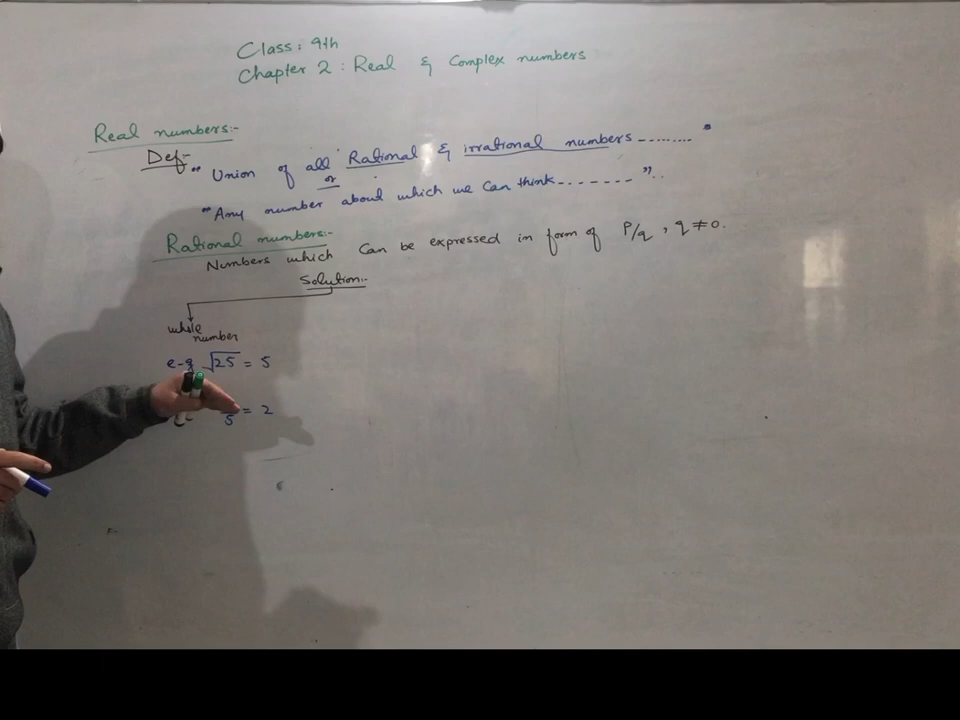 Class: 9th
Chapter 2: Real & Complex numbers
Real numbers:-
Def:-
"Union of all Rational & irrational numbers ........."
or
"Any number about which we can think.......".
Rational numbers:-
Numbers which can be expressed in form of P/q, q≠0.
Solution..
whole
number
e-g √25 = 5
5 = 2